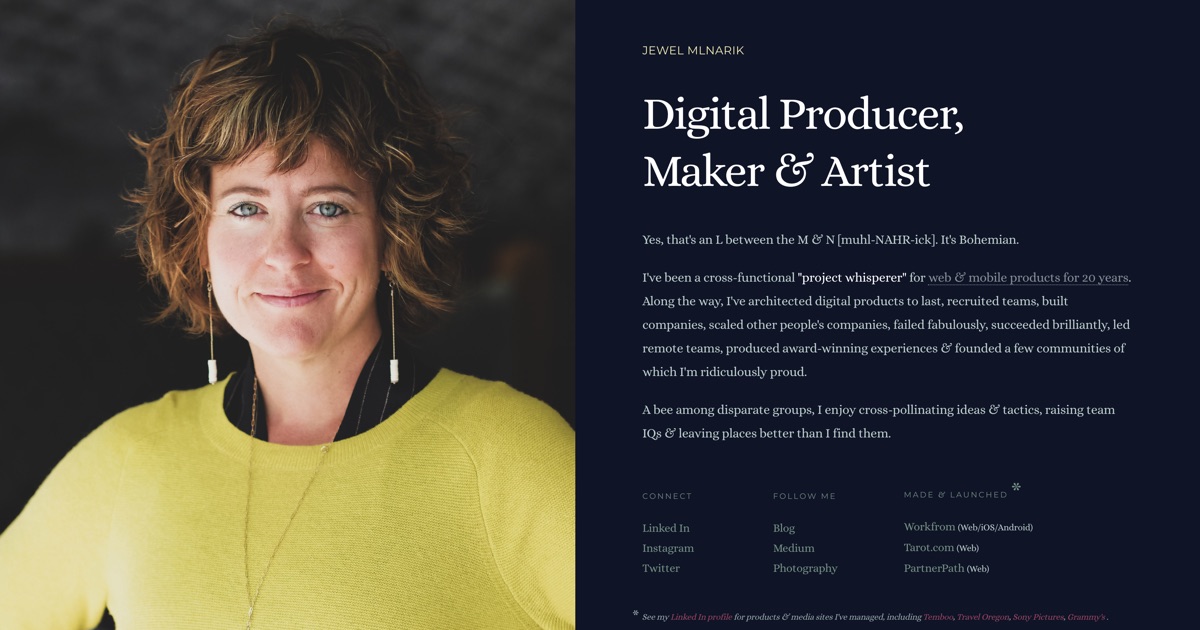 JEWEL MLNARIK
Digital Producer,
Maker & Artist
Yes, that's an L between the M & N [muhl-NAHR-ick]. It's Bohemian.
I've been a cross-functional "project whisperer" for web & mobile products for 20 years.
Along the way, I've architected digital products to last, recruited teams, built
companies, scaled other people's companies, failed fabulously, succeeded brilliantly, led
remote teams, produced award-winning experiences & founded a few communities of
which I'm ridiculously proud.
A bee among disparate groups, I enjoy cross-pollinating ideas & tactics, raising team
IQs & leaving places better than I find them.
CONNECT
Linked In
Instagram
Twitter
FOLLOW ME
Blog
Medium
Photography
MADE & LAUNCHED *
Workfrom (Web/iOS/Android)
Tarot.com (Web)
PartnerPath (Web)
* See my Linked In profile for products & media sites I've managed, including Temboo, Travel Oregon, Sony Pictures, Grammy's .